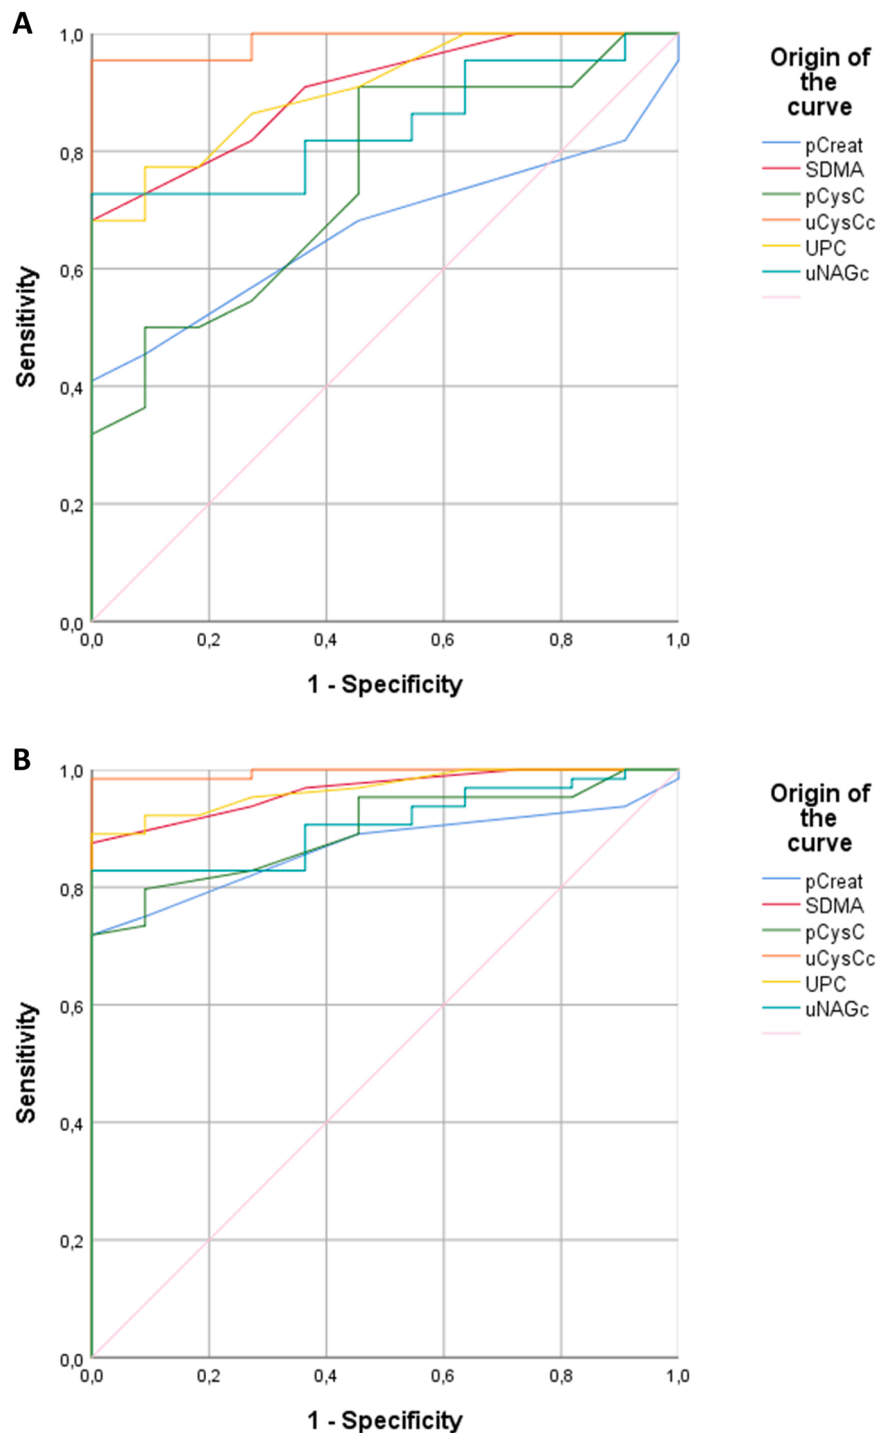 A
Origin of
the
curve
pCreat
SDMA
pCysC
uCysCc
UPC
uNAGc
Sensitivity
1,0
0,8
0,6
0,4
0,2
0,0
0,0 0,2 0,4 0,6 0,8 1,0
1 - Specificity
B
Origin of
the
curve
pCreat
SDMA
pCysC
uCysCc
UPC
uNAGc
Sensitivity
1,0
0,8
0,6
0,4
0,2
0,0
0,0 0,2 0,4 0,6 0,8 1,0
1 - Specificity